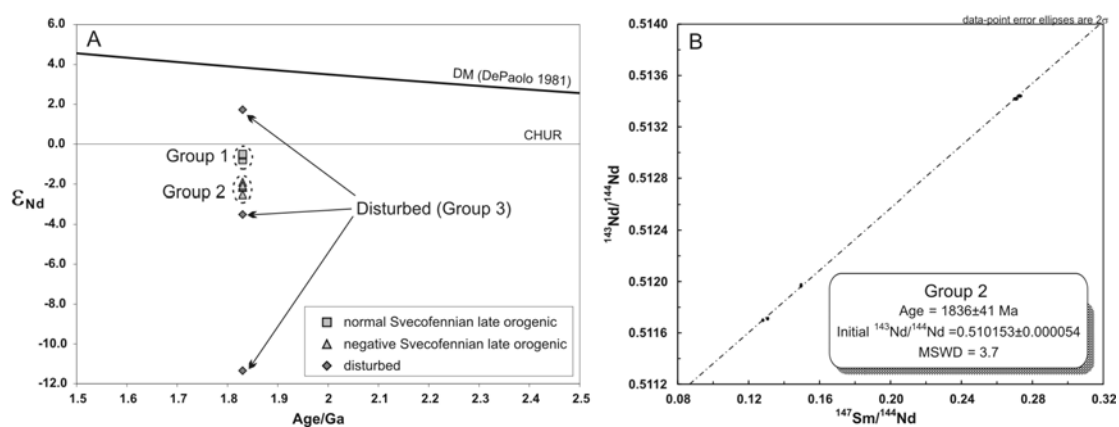 A
6.0
4.0
2.0
0.0
-2.0
-4.0
-6.0
-8.0
-10.0
-12.0
εNd
DM (DePaolo 1981)
CHUR
Group 1
Group 2
Disturbed (Group 3)
normal Svecofennian late orogenic
negative Svecofennian late orogenic
disturbed
1.5 1.6 1.7 1.8 1.9 2 2.1 2.2 2.3 2.4 2.5
Age/Ga
data-point error ellipses are 2σ
B
0.5140
0.5136
0.5132
0.5128
0.5124
0.5120
0.5116
0.5112
¹⁴³Nd/¹⁴⁴Nd
Group 2
Age = 1836±41 Ma
Initial ¹⁴³Nd/¹⁴⁴Nd =0.510153±0.000054
MSWD = 3.7
0.08 0.12 0.16 0.20 0.24 0.28 0.32
¹⁴⁷Sm/¹⁴⁴Nd